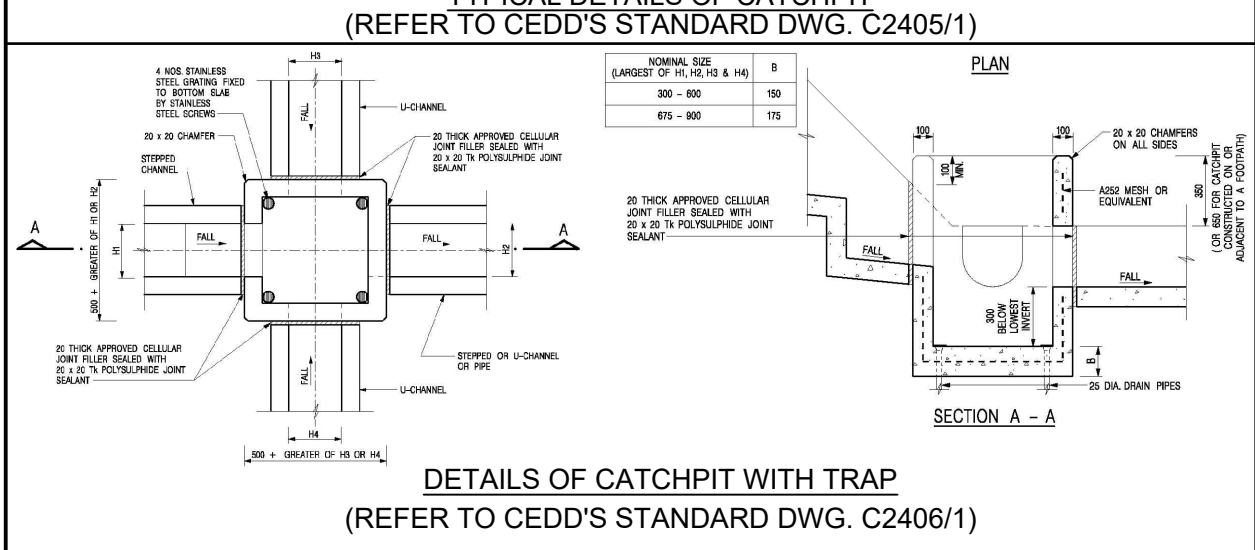 TYPICAL DETAILS OF CATCHPIT
(REFER TO CEDD'S STANDARD DWG. C2405/1)
H3
4 NOS. STAINLESS
STEEL GRATING FIXED
TO BOTTOM SLAB
BY STAINLESS
STEEL SCREWS
FALL
U-CHANNEL
20 x 20 CHAMFER
20 THICK APPROVED CELLULAR
JOINT FILLER SEALED WITH
20 x 20 Tk POLYSULPHIDE JOINT
SEALANT
STEPPED
CHANNEL
A
500 + GREATER OF H1 OR H2
H1
FALL
FALL
H2
A
20 THICK APPROVED CELLULAR
JOINT FILLER SEALED WITH
20 x 20 Tk POLYSULPHIDE JOINT
SEALANT
FALL
STEPPED OR U-CHANNEL
OR PIPE
U-CHANNEL
H4
500 + GREATER OF H3 OR H4
NOMINAL SIZE
(LARGEST OF H1, H2, H3 & H4)
B
300 - 600
150
675 - 900
175
PLAN
100
100
20 x 20 CHAMFERS
ON ALL SIDES
100
MIN.
A252 MESH OR
EQUIVALENT
350
(OR 650 FOR CATCHPIT
CONSTRUCTED ON OR
ADJACENT TO A FOOTPATH)
20 THICK APPROVED CELLULAR
JOINT FILLER SEALED WITH
20 x 20 Tk POLYSULPHIDE JOINT
SEALANT
FALL
FALL
300
BELOW
LOWEST
INVERT
B
25 DIA. DRAIN PIPES
SECTION A - A
DETAILS OF CATCHPIT WITH TRAP
(REFER TO CEDD'S STANDARD DWG. C2406/1)